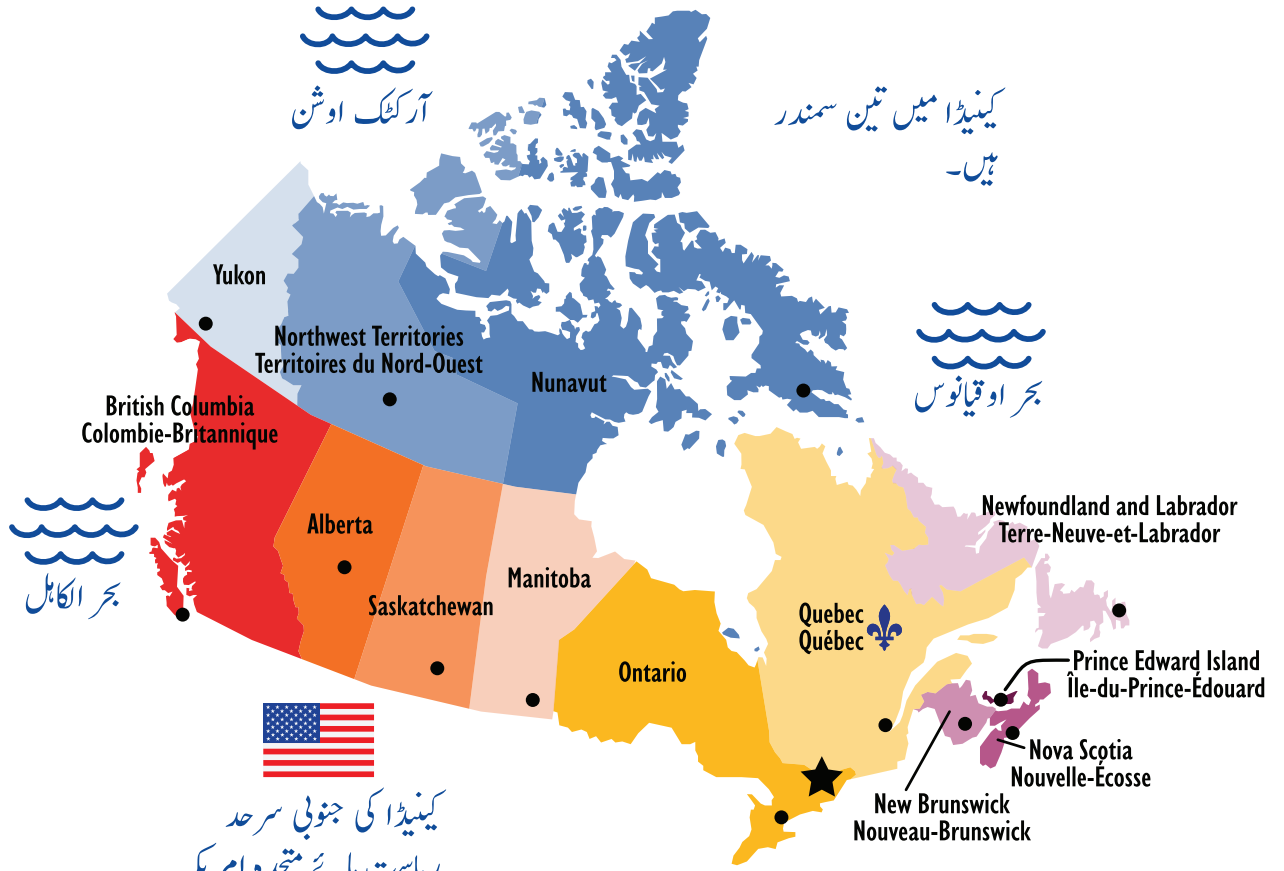 آرکٹک اوشن
کینیڈا میں تین سمندر
ہیں۔
Yukon
Northwest Territories
Territoires du Nord-Ouest
Nunavut
بحر اوقیانوس
British Columbia
Colombie-Britannique
Alberta
Saskatchewan
Manitoba
Newfoundland and Labrador
Terre-Neuve-et-Labrador
بحر الکاہل
Quebec
Québec
Ontario
Prince Edward Island
Île-du-Prince-Édouard
Nova Scotia
Nouvelle-Écosse
New Brunswick
Nouveau-Brunswick
کینیڈا کی جنوبی سرحد